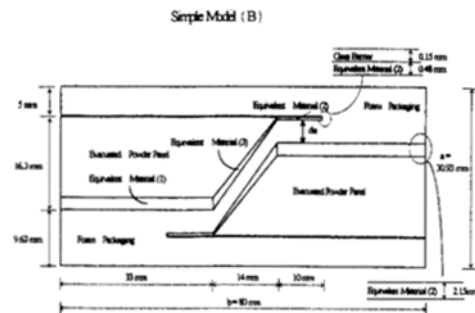 Simple Model (B)
Glass Barrier
0.15 mm
Equivalent Material (2)
0.48 mm
5 mm
Equivalent Material (2)
Foam Packaging
Equivalent Material (3)
16.3 mm
Evacuated Powder Panel
Equivalent Material (1)
a =
30.93 mm
Evacuated Powder Panel
9.63 mm
Foam Packaging
33 mm
14 mm
10 mm
b = 80 mm
Equivalent Material (2)
2.15mm